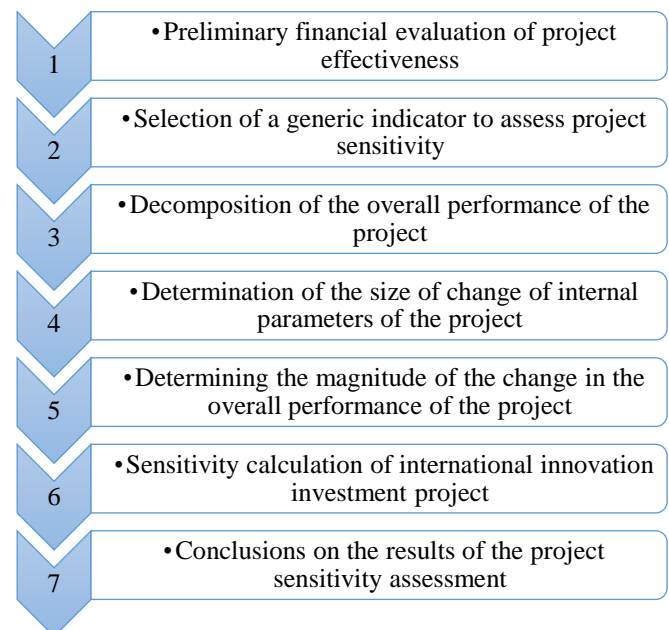 1
•Preliminary financial evaluation of project
effectiveness
2
•Selection of a generic indicator to assess project
sensitivity
3
•Decomposition of the overall performance of the
project
4
•Determination of the size of change of internal
parameters of the project
5
•Determining the magnitude of the change in the
overall performance of the project
6
•Sensitivity calculation of international innovation
investment project
7
•Conclusions on the results of the project
sensitivity assessment